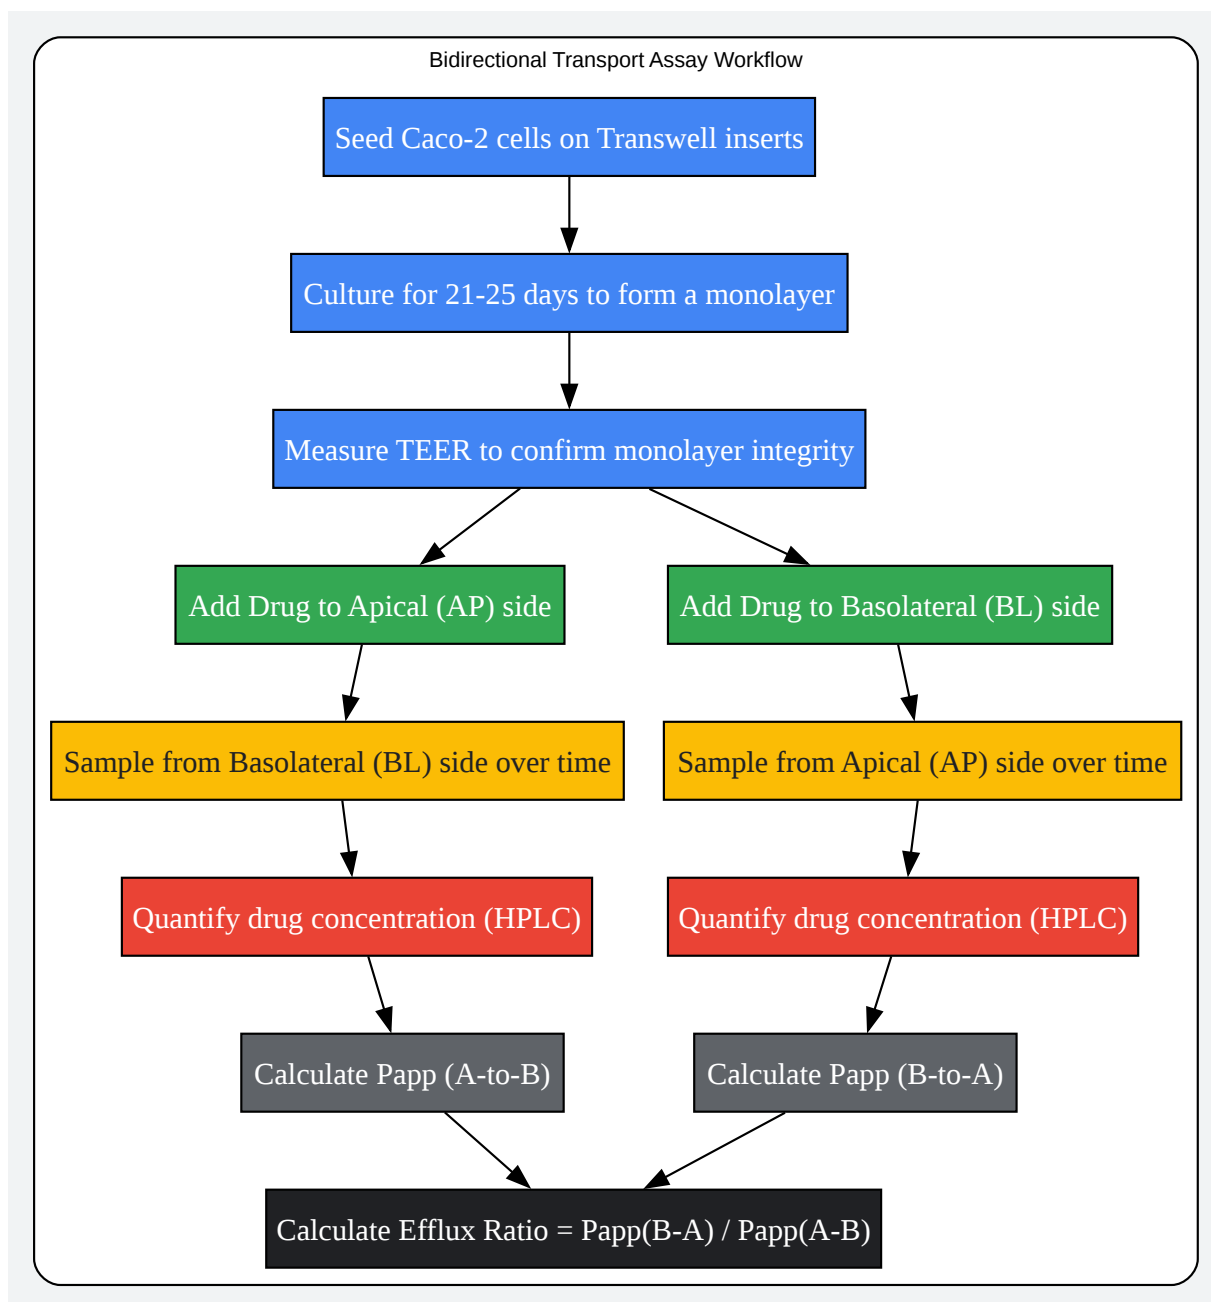 Bidirectional Transport Assay Workflow
Seed Caco-2 cells on Transwell inserts
Culture for 21-25 days to form a monolayer
Measure TEER to confirm monolayer integrity
Add Drug to Apical (AP) side
Add Drug to Basolateral (BL) side
Sample from Basolateral (BL) side over time
Sample from Apical (AP) side over time
Quantify drug concentration (HPLC)
Quantify drug concentration (HPLC)
Calculate Papp (A-to-B)
Calculate Papp (B-to-A)
Calculate Efflux Ratio = Papp(B-A) / Papp(A-B)